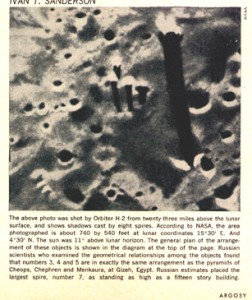 IVAN T. SANDERSON
The above photo was shot by Orbiter H-2 from twenty-three miles above the lunar
surface, and shows shadows cast by eight spires. According to NASA, the area
photographed is about 740 by 540 feet at lunar coordinates 15°30' E. And
4°30' N. The sun was 11° above lunar horizon. The general plan of the arrange-
ment of these objects is shown in the diagram at the top of the page. Russian
scientists who examined the geometrical relationships among the objects found
that numbers 3, 4 and 5 are in exactly the same arrangement as the pyramids of
Cheops, Chephren and Menkaura, at Gizeh, Egypt. Russian estimates placed the
largest spire, number 7, as standing as high as a fifteen story building.
ARGOSY